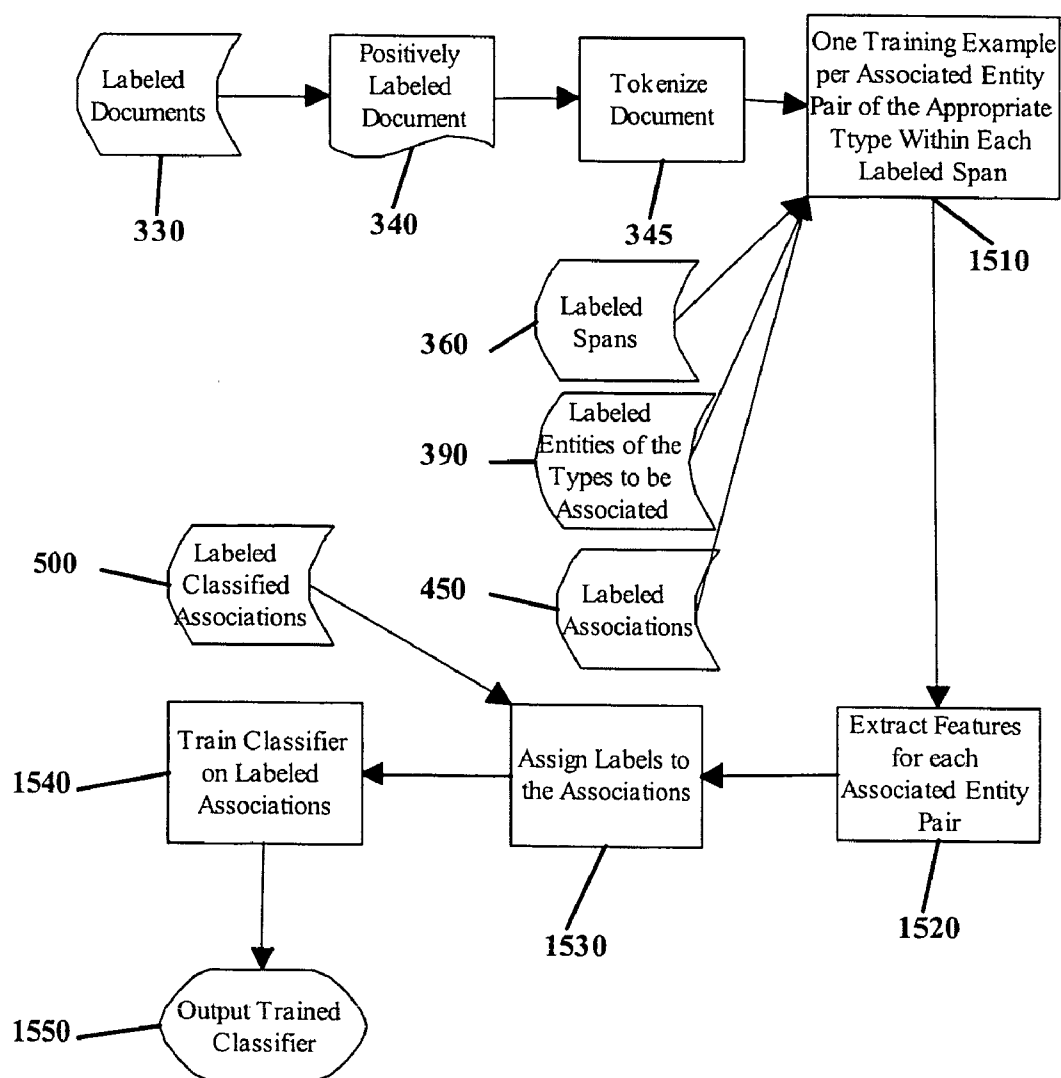 Labeled
Documents
330
Positively
Labeled
Document
340
Tokenize
Document
345
One Training Example
per Associated Entity
Pair of the Appropriate
Ttype Within Each
Labeled Span
1510
Labeled
Spans
360
Labeled
Entities of the
Types to be
Associated
390
Labeled
Classified
Associations
500
Labeled
Associations
450
Train Classifier
on Labeled
Associations
1540
Assign Labels to
the Associations
1530
Extract Features
for each
Associated Entity
Pair
1520
Output Trained
Classifier
1550